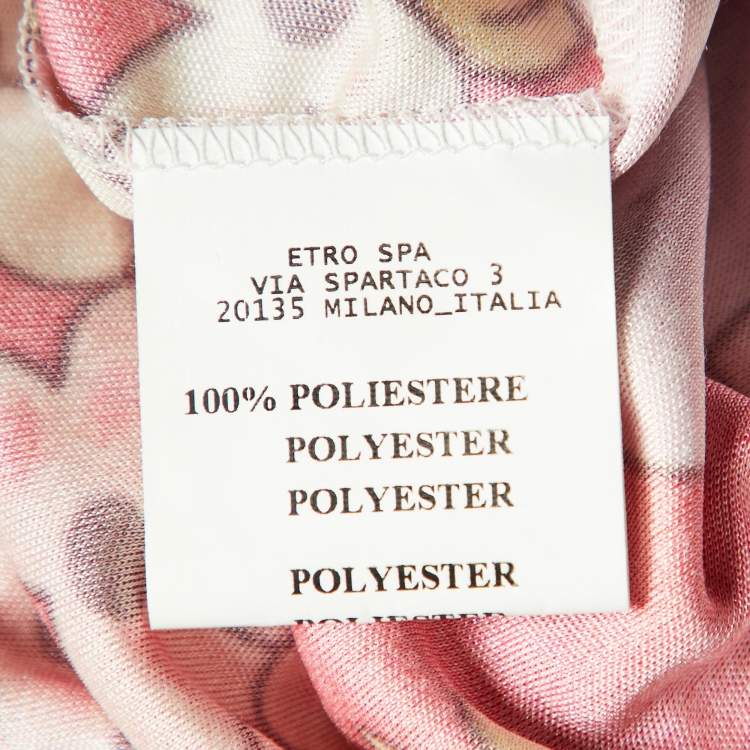 ETRO SPA
VIA SPARTACO 3
20135 MILANO_ITALIA
100% POLIESTERE
POLYESTER
POLYESTER
POLYESTER